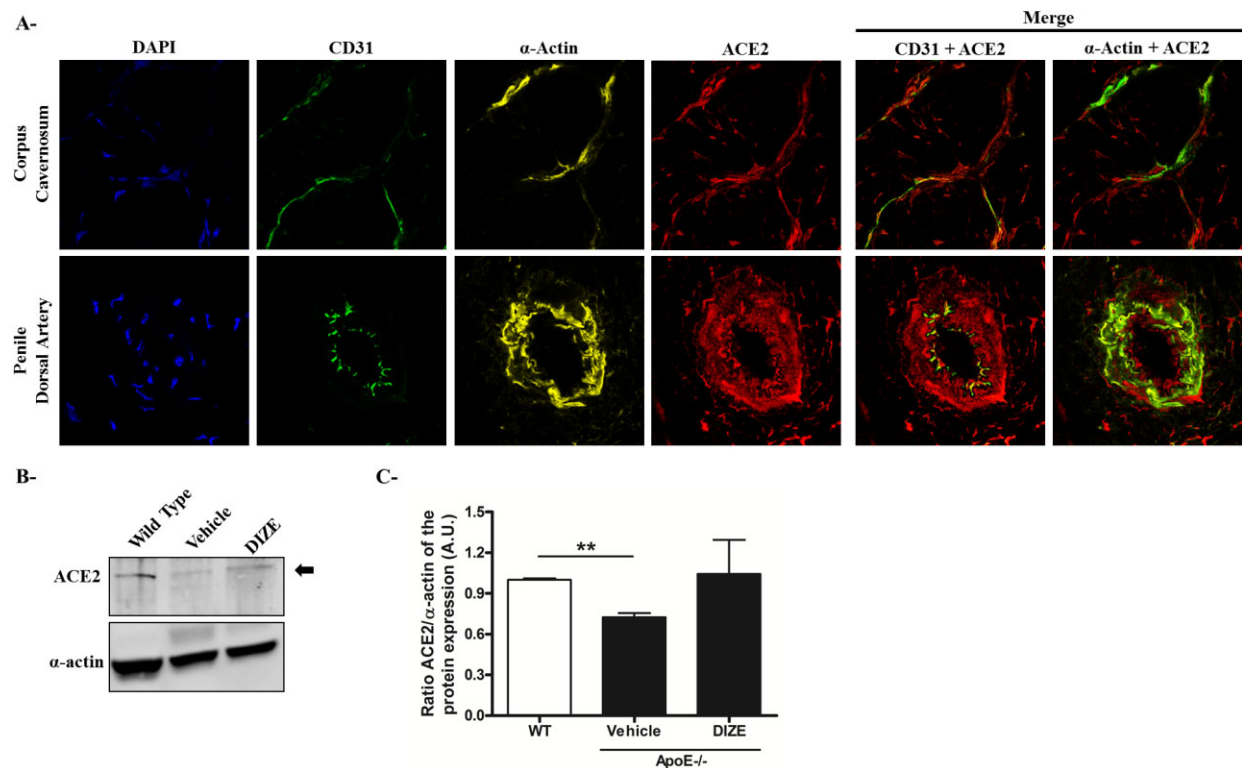 A-
Merge
DAPI
CD31
α-Actin
ACE2
CD31 + ACE2
α-Actin + ACE2
Corpus
Cavernosum
Penile
Dorsal Artery
B-
Wild Type
Vehicle
DIZE
ACE2
α-actin
C-
Ratio ACE2/α-actin of the
protein expression (A.U.)
1.5
1.2
0.9
0.6
0.3
0.0
**
WT
Vehicle
DIZE
ApoE-/-